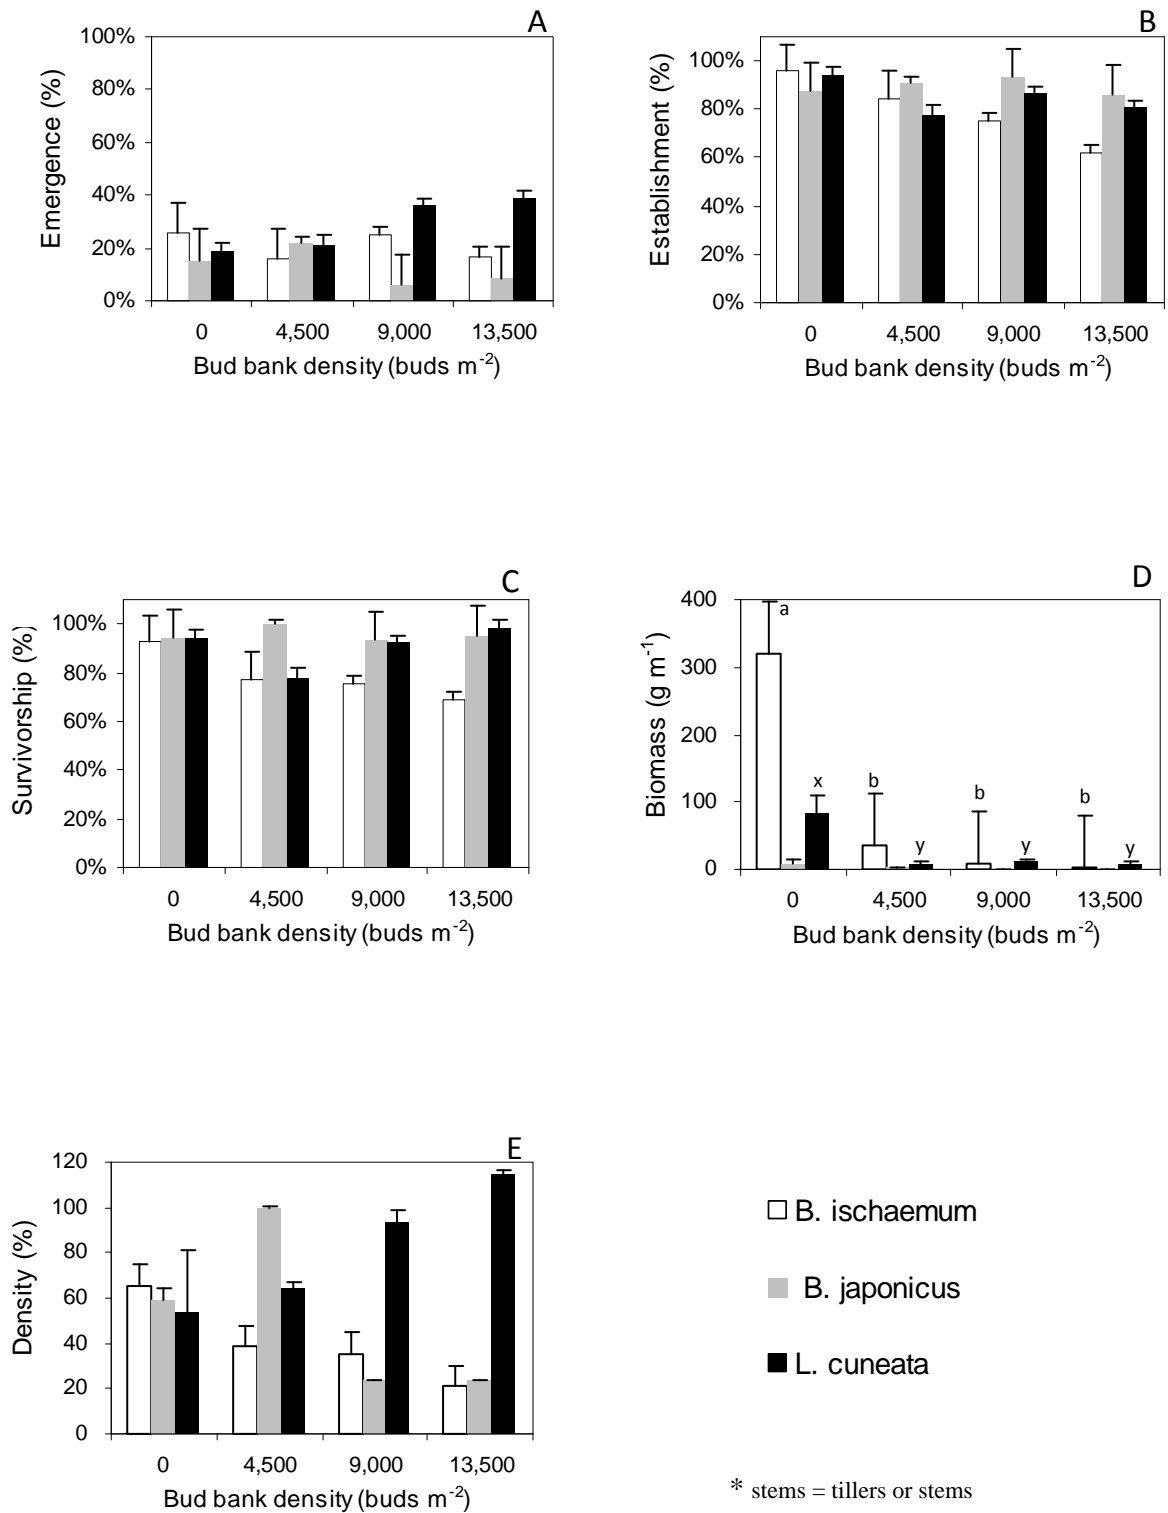 A
Emergence (%)
100%
80%
60%
40%
20%
0%
0 4,500 9,000 13,500
Bud bank density (buds m-2)
B
Establishment (%)
100%
80%
60%
40%
20%
0%
0 4,500 9,000 13,500
Bud bank density (buds m-2)
C
Survivorship (%)
100%
80%
60%
40%
20%
0%
0 4,500 9,000 13,500
Bud bank density (buds m-2)
D
Biomass (g m-1)
400
300
200
100
0
a
x
b
y
b
y
b
y
0 4,500 9,000 13,500
Bud bank density (buds m-2)
E
Density (%)
120
100
80
60
40
20
0
0 4,500 9,000 13,500
Bud bank density (buds m-2)
B. ischaemum
B. japonicus
L. cuneata
* stems = tillers or stems